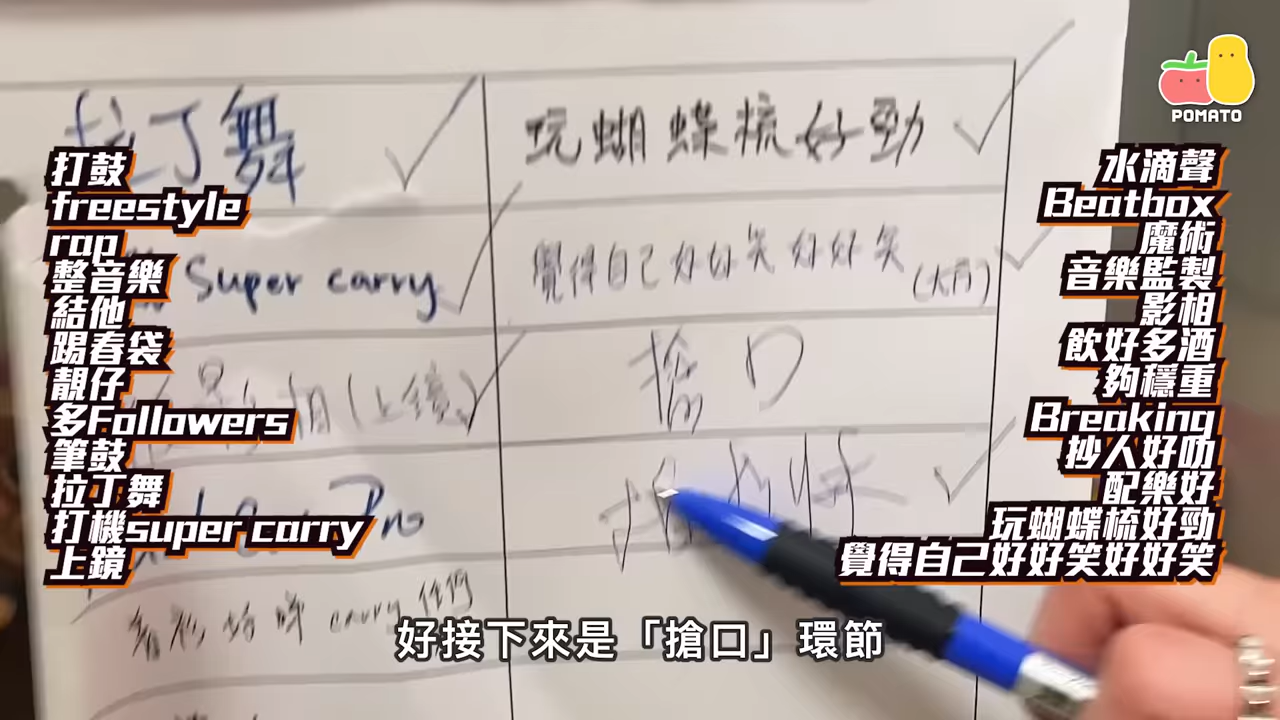 POMATO
拉丁舞
玩蝴蝶梳好勁
打鼓
freestyle
rap
整音樂
結他
踢春袋
靚仔
多Followers
筆鼓
拉丁舞
打機super carry
上鏡
水滴聲
Beatbox
魔術
音樂監製
影相
飲好多酒
夠穩重
Breaking
抄人好叻
配樂好
玩蝴蝶梳好勁
覺得自己好好笑好好笑
Super carry
覺得自己好好笑好好笑
(上鏡)
搶口
Pro
carry
好接下來是「搶口」環節